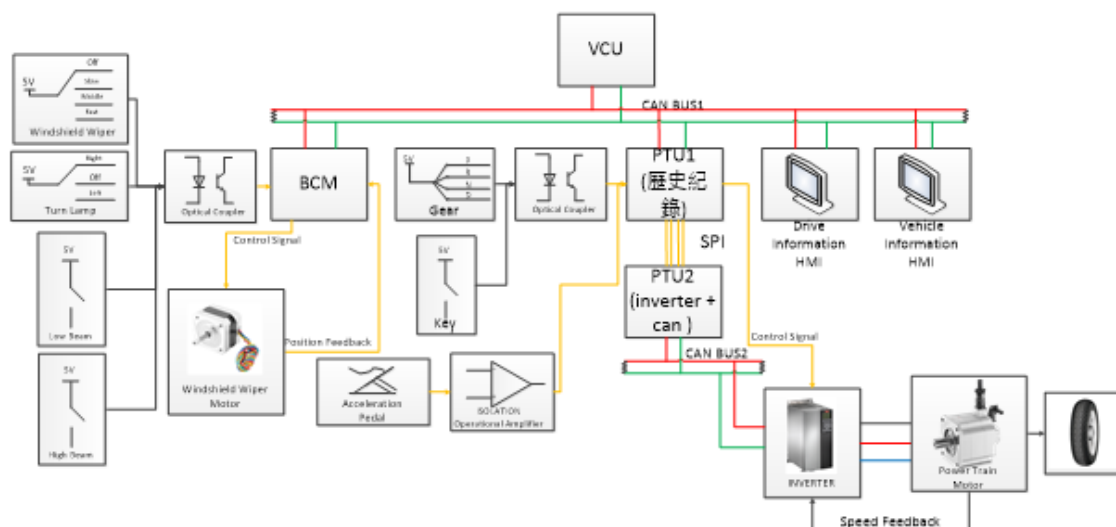 VCU
CAN BUS1
5V
Off
Slow
Middle
Fast
Windshield Wiper
5V
Right
Off
Left
Turn Lamp
Optical Coupler
BCM
5V
Gear
Optical Coupler
PTU1
(歷史紀
錄)
Drive
Information
HMI
Vehicle
Information
HMI
Control Signal
SPI
5V
Low Beam
5V
Key
PTU2
(inverter +
can )
Control Signal
Position Feedback
Windshield Wiper
Motor
CAN BUS2
5V
High Beam
Acceleration
Pedal
ISOLATION
Operational Amplifier
INVERTER
Power Train
Motor
Speed Feedback